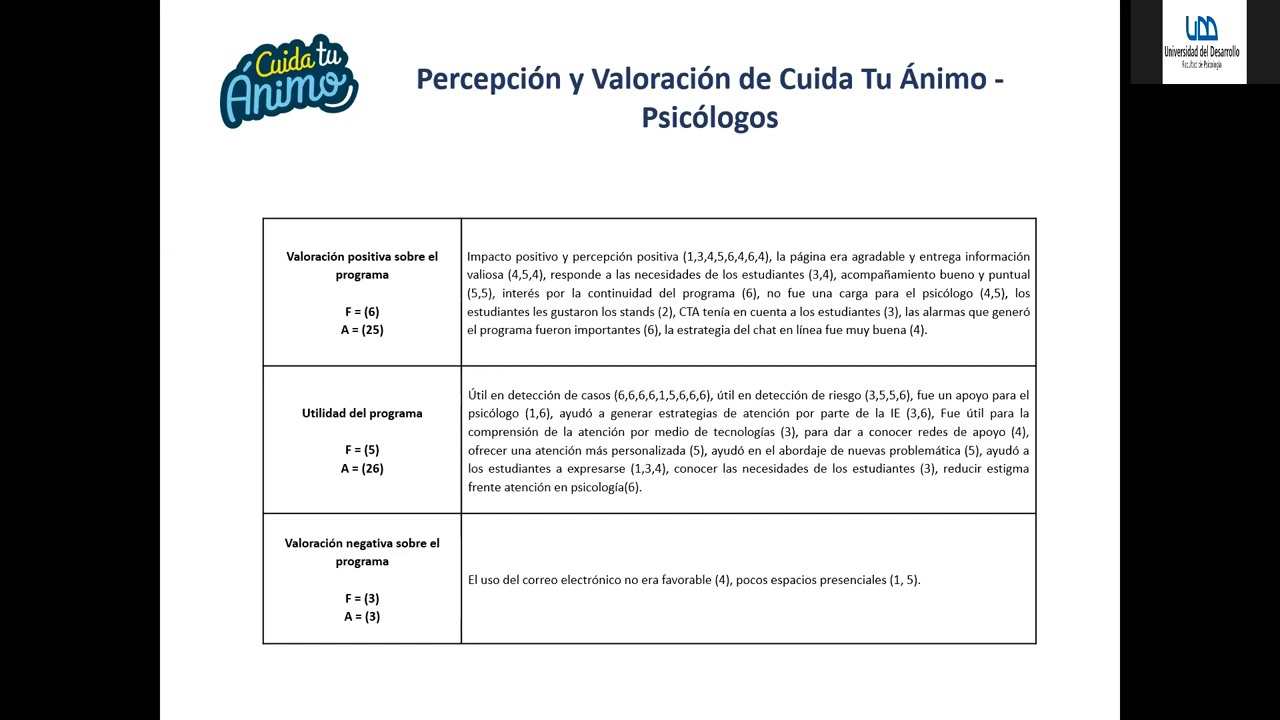 Cuida tu
Ánimo
Universidad del Desarrollo
Facultad de Psicología
Percepción y Valoración de Cuida Tu Ánimo -
Psicólogos
Valoración positiva sobre el
programa
F = (6)
A = (25)
Impacto positivo y percepción positiva (1,3,4,5,6,4,6,4), la página era agradable y entrega información
valiosa (4,5,4), responde a las necesidades de los estudiantes (3,4), acompañamiento bueno y puntual
(5,5), interés por la continuidad del programa (6), no fue una carga para el psicólogo (4,5), los
estudiantes les gustaron los stands (2), CTA tenía en cuenta a los estudiantes (3), las alarmas que generó
el programa fueron importantes (6), la estrategia del chat en línea fue muy buena (4).
Utilidad del programa
F = (5)
A = (26)
Útil en detección de casos (6,6,6,6,1,5,6,6,6), útil en detección de riesgo (3,5,5,6), fue un apoyo para el
psicólogo (1,6), ayudó a generar estrategias de atención por parte de la IE (3,6), Fue útil para la
comprensión de la atención por medio de tecnologías (3), para dar a conocer redes de apoyo (4),
ofrecer una atención más personalizada (5), ayudó en el abordaje de nuevas problemática (5), ayudó a
los estudiantes a expresarse (1,3,4), conocer las necesidades de los estudiantes (3), reducir estigma
frente atención en psicología(6).
Valoración negativa sobre el
programa
F = (3)
A = (3)
El uso del correo electrónico no era favorable (4), pocos espacios presenciales (1, 5).